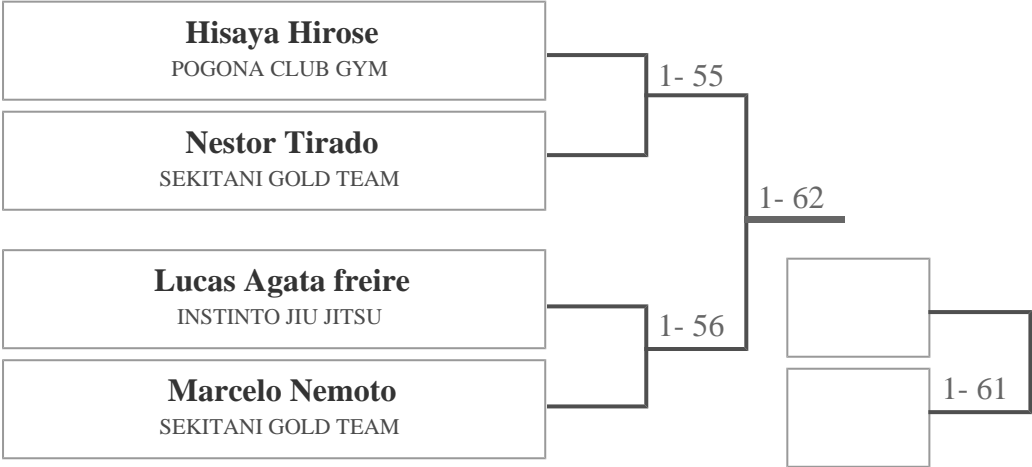 Hisaya Hirose
POGONA CLUB GYM
1- 55
Nestor Tirado
SEKITANI GOLD TEAM
1- 62
Lucas Agata freire
INSTINTO JIU JITSU
1- 56
Marcelo Nemoto
SEKITANI GOLD TEAM
1- 61